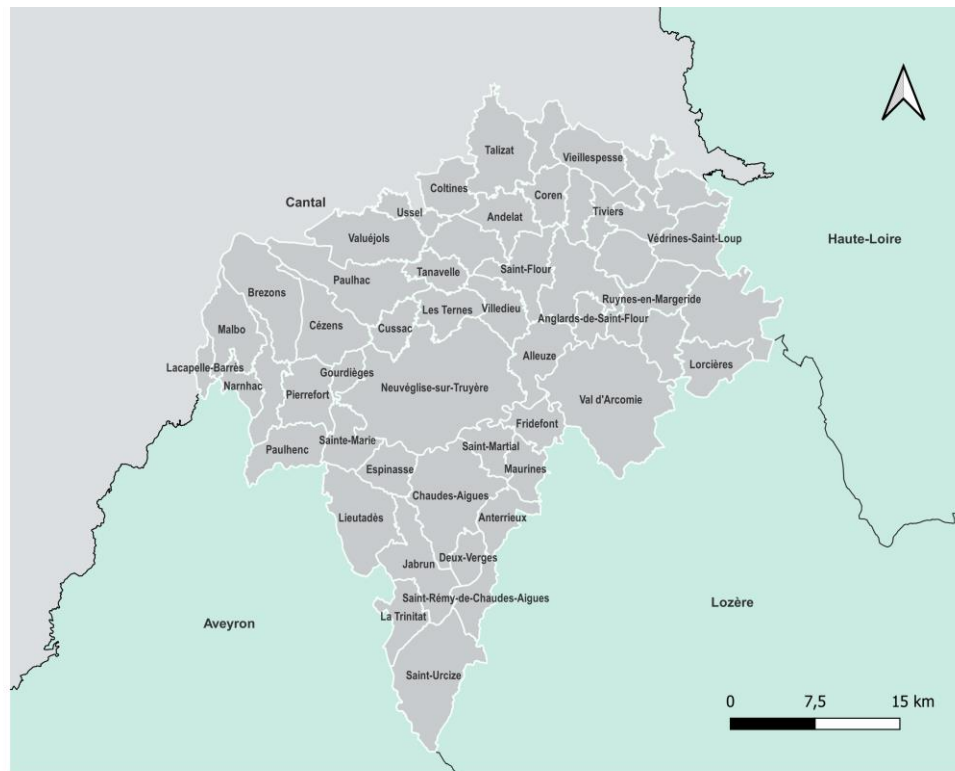 Talizat
Vieillespesse
Coltines
Coren
Cantal
Ussel
Andelat
Tiviers
Valuéjols
Védrines-Saint-Loup
Haute-Loire
Paulhac
Tanavelle
Saint-Flour
Brezons
Ruynes-en-Margeride
Les Ternes
Villedieu
Anglards-de-Saint-Flour
Malbo
Cézens
Cussac
Alleuze
Lacapelle-Barrès
Gourdièges
Lorcières
Narnhac
Pierrefort
Neuvéglise-sur-Truyère
Val d'Arcomie
Fridefont
Paulhenc
Sainte-Marie
Saint-Martial
Espinasse
Maurines
Chaudes-Aigues
Lieutadès
Anterrieux
Deux-Verges
Jabrun
Saint-Rémy-de-Chaudes-Aigues
Lozère
La Trinitat
Aveyron
Saint-Urcize
0 7,5 15 km